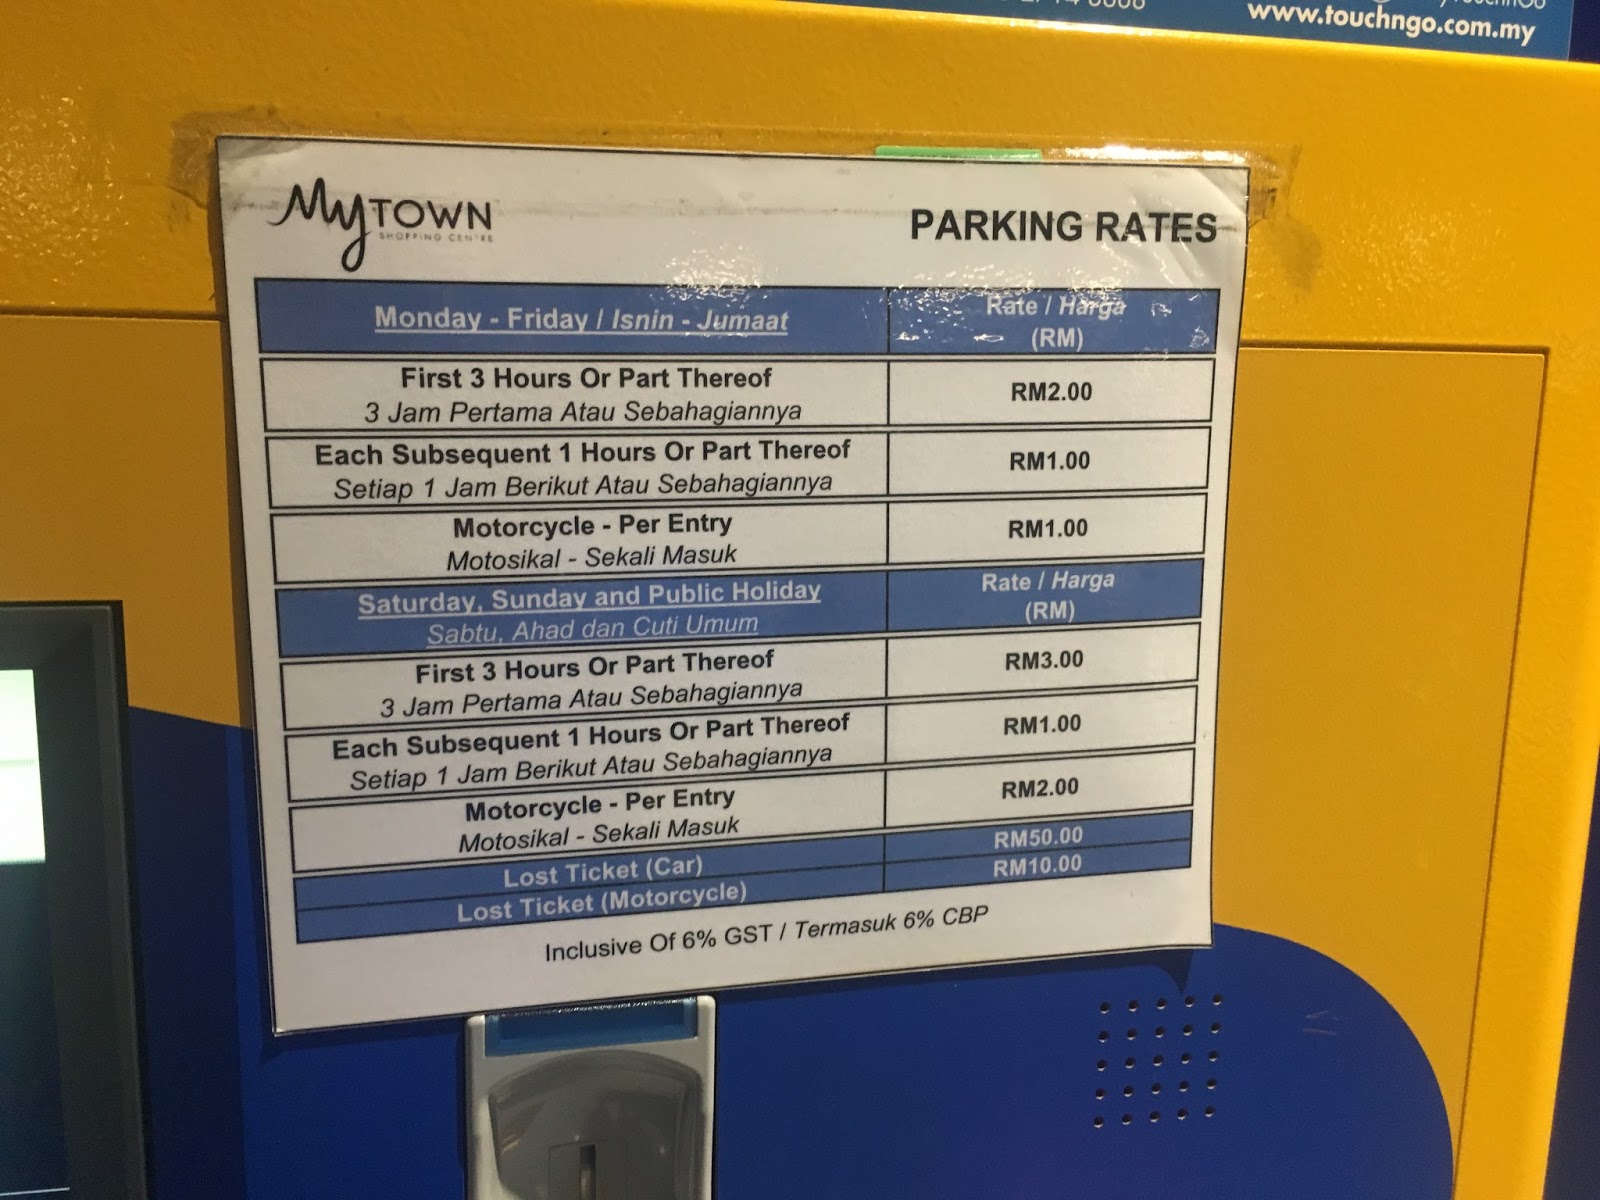 www.touchngo.com.my
MyTOWN
SHOPPING CENTRE
PARKING RATES
Monday - Friday / Isnin - Jumaat
Rate / Harga
(RM)
First 3 Hours Or Part Thereof
3 Jam Pertama Atau Sebahagiannya
RM2.00
Each Subsequent 1 Hours Or Part Thereof
Setiap 1 Jam Berikut Atau Sebahagiannya
RM1.00
Motorcycle - Per Entry
Motosikal - Sekali Masuk
RM1.00
Saturday, Sunday and Public Holiday
Sabtu, Ahad dan Cuti Umum
Rate / Harga
(RM)
First 3 Hours Or Part Thereof
3 Jam Pertama Atau Sebahagiannya
RM3.00
Each Subsequent 1 Hours Or Part Thereof
Setiap 1 Jam Berikut Atau Sebahagiannya
RM1.00
Motorcycle - Per Entry
Motosikal - Sekali Masuk
RM2.00
Lost Ticket (Car)
RM50.00
Lost Ticket (Motorcycle)
RM10.00
Inclusive Of 6% GST / Termasuk 6% CBP